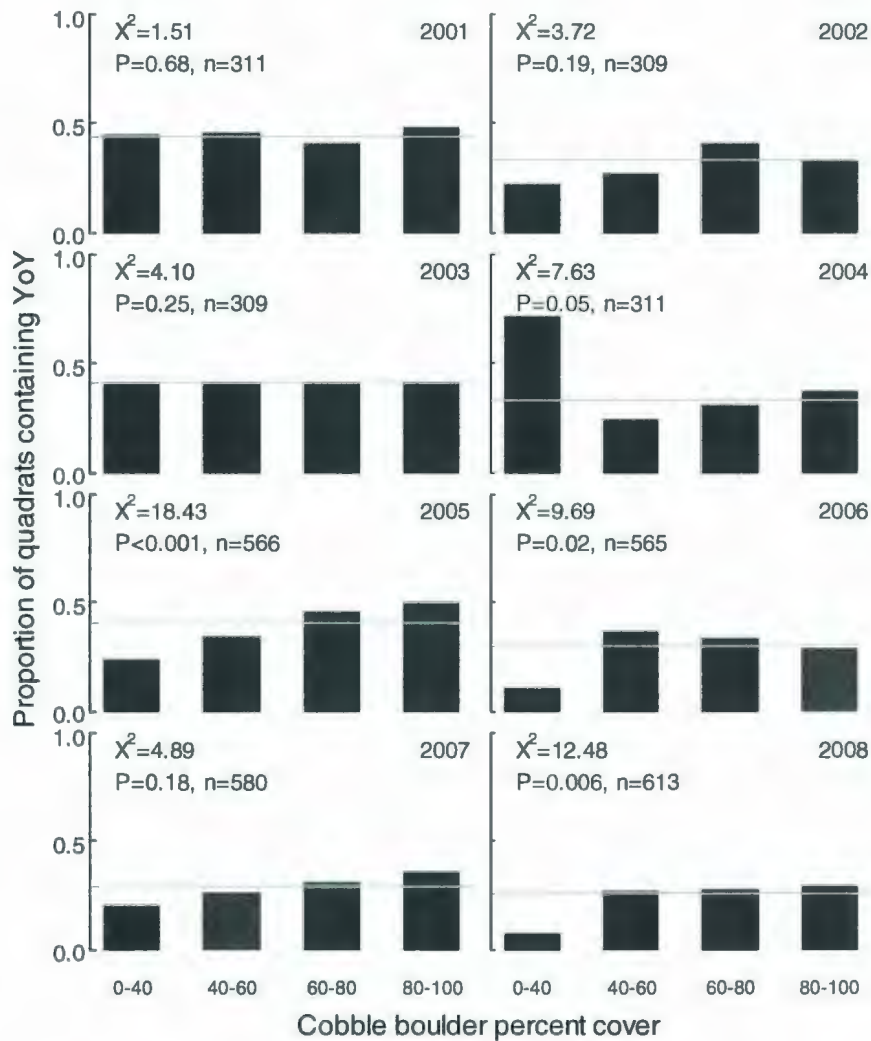 Proportion of quadrats containing YoY
1.0
0.5
0.0
X²=1.51
2001
P=0.68, n=311
X²=3.72
2002
P=0.19, n=309
1.0
0.5
0.0
X²=4.10
2003
P=0.25, n=309
X²=7.63
2004
P=0.05, n=311
1.0
0.5
0.0
X²=18.43
2005
P<0.001, n=566
X²=9.69
2006
P=0.02, n=565
1.0
0.5
0.0
X²=4.89
2007
P=0.18, n=580
X²=12.48
2008
P=0.006, n=613
0-40 40-60 60-80 80-100 0-40 40-60 60-80 80-100
Cobble boulder percent cover